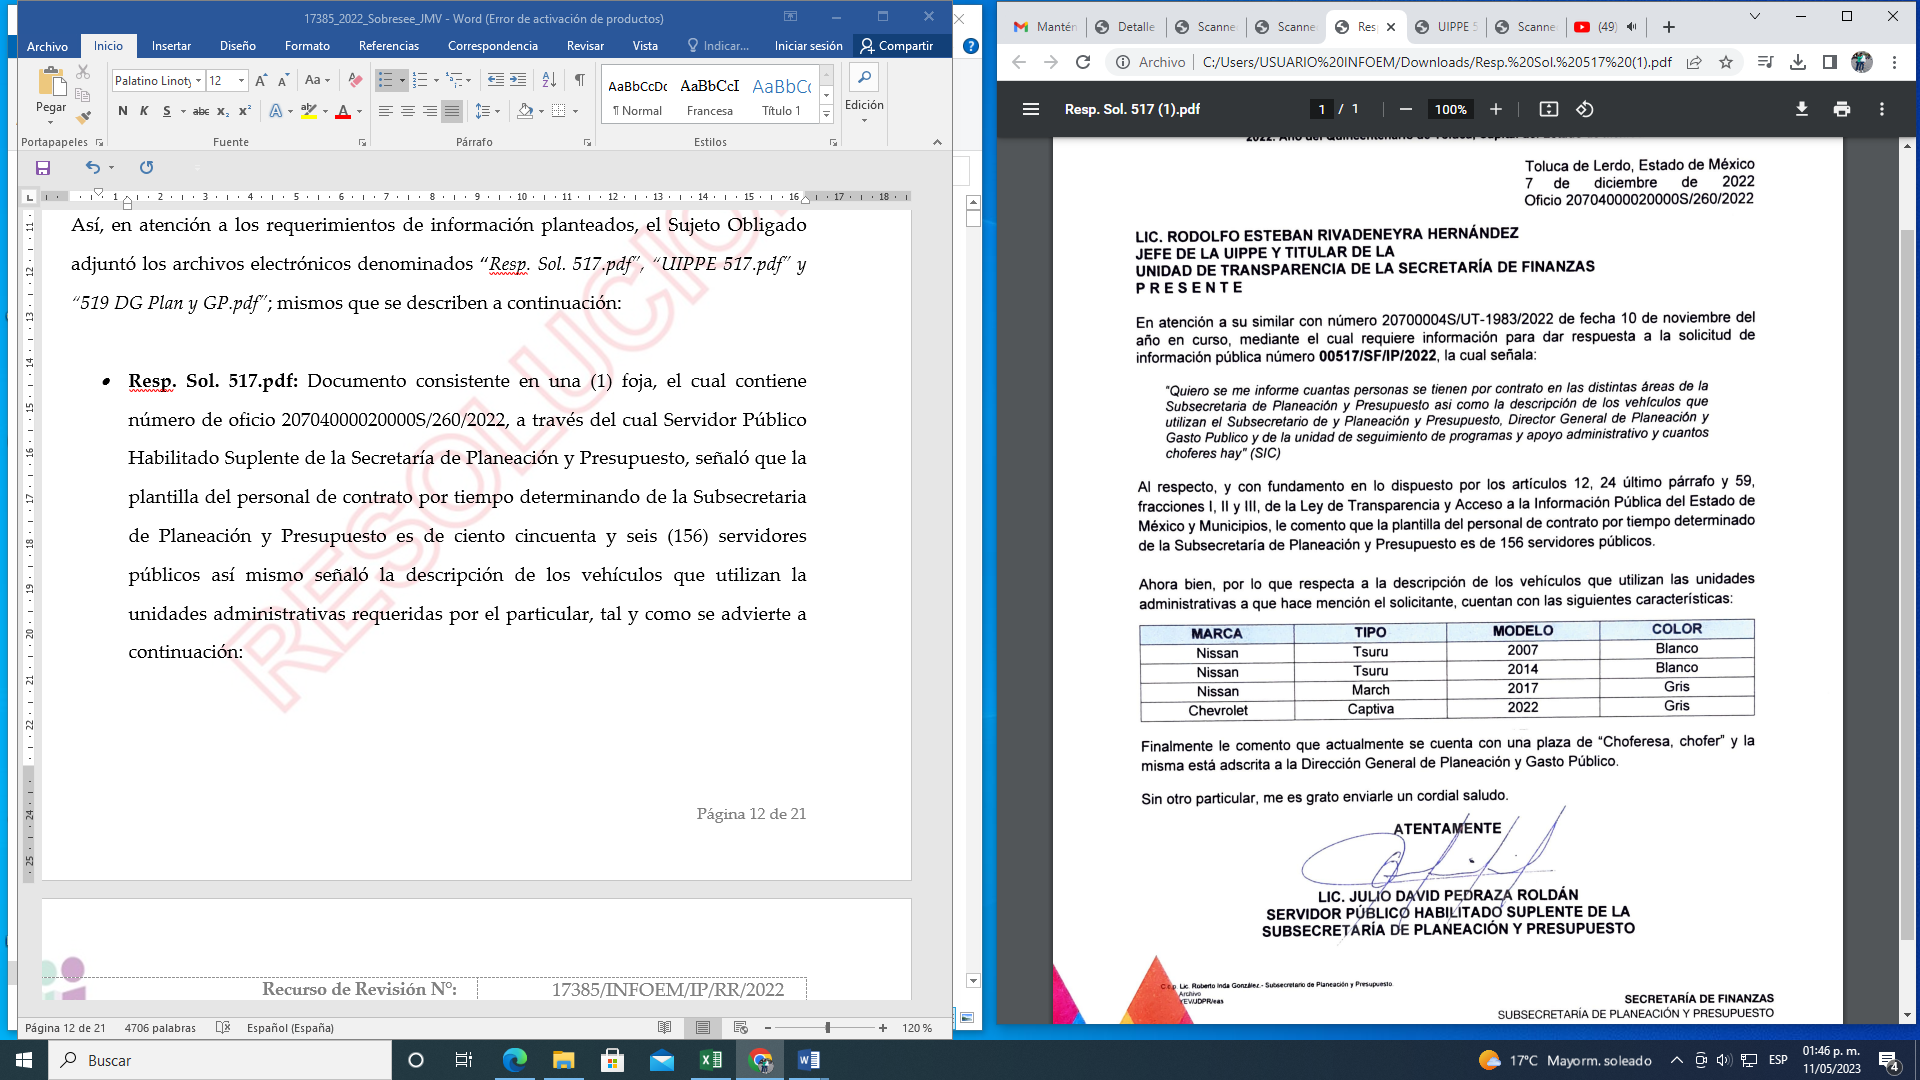 17385_2022_Sobresee_JMV - Word (Error de activación de productos)
Archivo Inicio Insertar Diseño Formato Referencias Correspondencia Revisar Vista Indicar... Iniciar sesión Compartir
Pegar
Palatino Linoty 12
AaBbCcDc AaBbCcI AaBbCc
¶ Normal Francesa Título 1
Edición
Portapapeles Fuente Párrafo Estilos
Así, en atención a los requerimientos de información planteados, el Sujeto Obligado
adjuntó los archivos electrónicos denominados “Resp. Sol. 517.pdf”, “UIPPE 517.pdf” y
“519 DG Plan y GP.pdf”; mismos que se describen a continuación:
• Resp. Sol. 517.pdf: Documento consistente en una (1) foja, el cual contiene
número de oficio 20704000020000S/260/2022, a través del cual Servidor Público
Habilitado Suplente de la Secretaría de Planeación y Presupuesto, señaló que la
plantilla del personal de contrato por tiempo determinando de la Subsecretaria
de Planeación y Presupuesto es de ciento cincuenta y seis (156) servidores
públicos así mismo señaló la descripción de los vehículos que utilizan la
unidades administrativas requeridas por el particular, tal y como se advierte a
continuación:
RESOLUCIO
Página 12 de 21
Recurso de Revisión N°: 17385/INFOEM/IP/RR/2022
Página 12 de 21 4706 palabras Español (España) 120 %
Mantén Detalle Scanne Scanne Res UIPPE 5 Scanne (49)
Archivo C:/Users/USUARIO%20INFOEM/Downloads/Resp.%20Sol.%20517%20(1).pdf
Resp. Sol. 517 (1).pdf 1 / 1 100%
Toluca de Lerdo, Estado de México
7 de diciembre de 2022
Oficio 20704000020000S/260/2022
LIC. RODOLFO ESTEBAN RIVADENEYRA HERNÁNDEZ
JEFE DE LA UIPPE Y TITULAR DE LA
UNIDAD DE TRANSPARENCIA DE LA SECRETARÍA DE FINANZAS
P R E S E N T E
En atención a su similar con número 20700004S/UT-1983/2022 de fecha 10 de noviembre del
año en curso, mediante el cual requiere información para dar respuesta a la solicitud de
información pública número 00517/SF/IP/2022, la cual señala:
“Quiero se me informe cuantas personas se tienen por contrato en las distintas áreas de la
Subsecretaria de Planeación y Presupuesto asi como la descripción de los vehículos que
utilizan el Subsecretario de y Planeación y Presupuesto, Director General de Planeación y
Gasto Publico y de la unidad de seguimiento de programas y apoyo administrativo y cuantos
choferes hay” (SIC)
Al respecto, y con fundamento en lo dispuesto por los artículos 12, 24 último párrafo y 59,
fracciones I, II y III, de la Ley de Transparencia y Acceso a la Información Pública del Estado de
México y Municipios, le comento que la plantilla del personal de contrato por tiempo determinado
de la Subsecretaría de Planeación y Presupuesto es de 156 servidores públicos.
Ahora bien, por lo que respecta a la descripción de los vehículos que utilizan las unidades
administrativas a que hace mención el solicitante, cuentan con las siguientes características:
MARCA TIPO MODELO COLOR
Nissan Tsuru 2007 Blanco
Nissan Tsuru 2014 Blanco
Nissan March 2017 Gris
Chevrolet Captiva 2022 Gris
Finalmente le comento que actualmente se cuenta con una plaza de “Choferesa, chofer” y la
misma está adscrita a la Dirección General de Planeación y Gasto Público.
Sin otro particular, me es grato enviarle un cordial saludo.
ATENTAMENTE
LIC. JULIO DAVID PEDRAZA ROLDÁN
SERVIDOR PÚBLICO HABILITADO SUPLENTE DE LA
SUBSECRETARÍA DE PLANEACIÓN Y PRESUPUESTO
Lic. Roberto Inda González.- Subsecretario de Planeación y Presupuesto.
Archivo
SECRETARÍA DE FINANZAS
SUBSECRETARÍA DE PLANEACIÓN Y PRESUPUESTO
Buscar
17°C Mayorm. soleado ESP 01:46 p. m.
11/05/2023
4